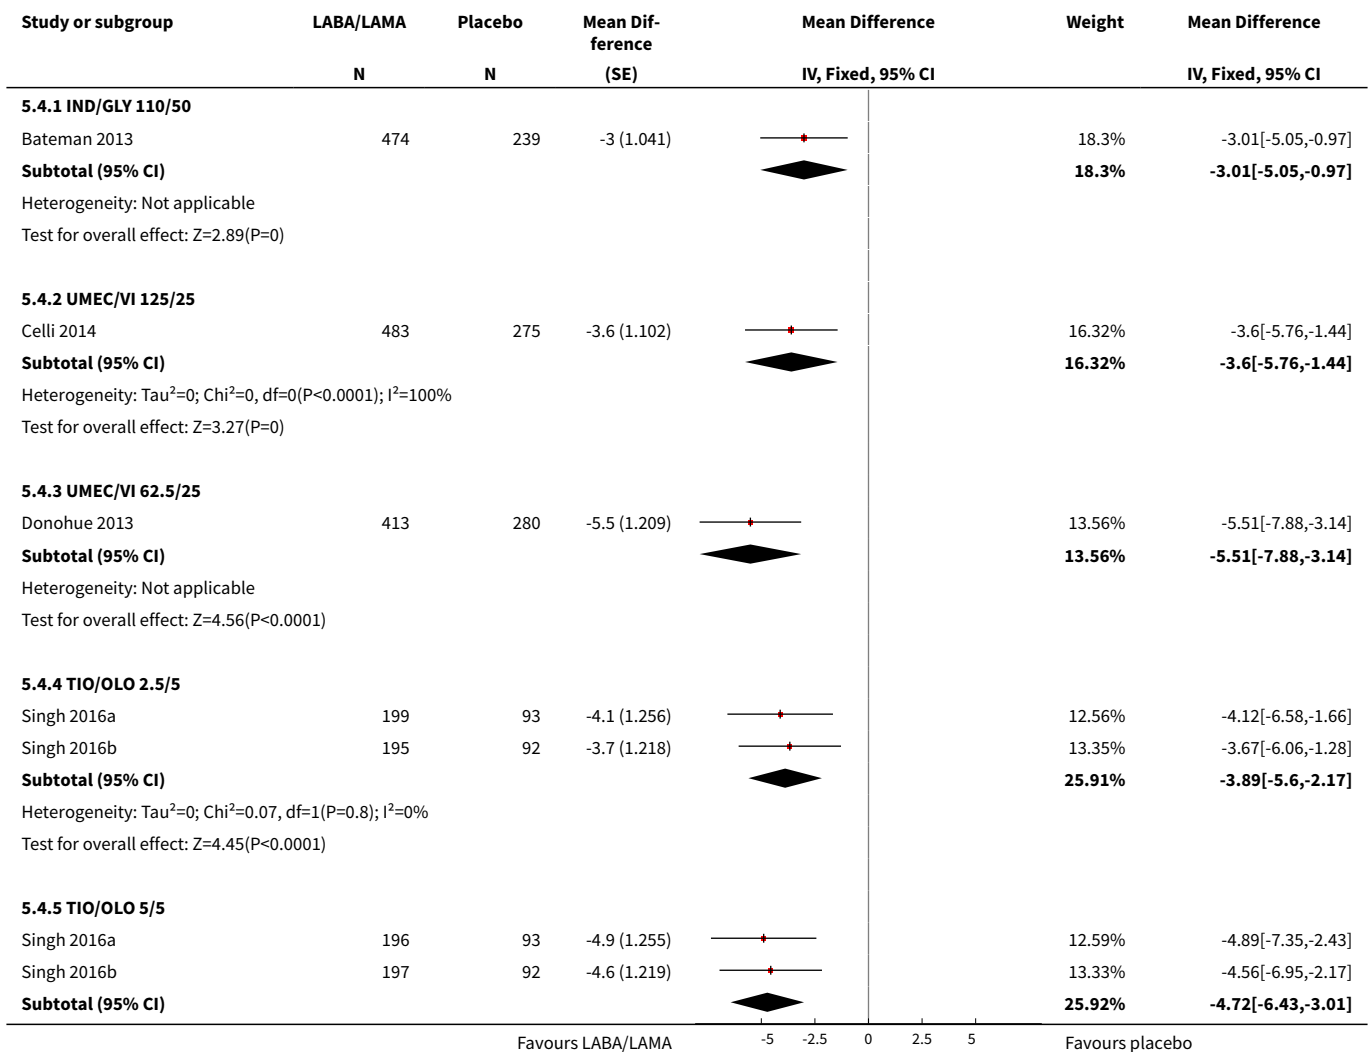 Study or subgroup LABA/LAMA Placebo Mean Dif- Mean Difference Weight Mean Difference
ference
N N (SE) IV, Fixed, 95% CI IV, Fixed, 95% CI
5.4.1 IND/GLY 110/50
Bateman 2013 474 239 -3 (1.041) 18.3% -3.01[-5.05,-0.97]
Subtotal (95% CI) 18.3% -3.01[-5.05,-0.97]
Heterogeneity: Not applicable
Test for overall effect: Z=2.89(P=0)
5.4.2 UMEC/VI 125/25
Celli 2014 483 275 -3.6 (1.102) 16.32% -3.6[-5.76,-1.44]
Subtotal (95% CI) 16.32% -3.6[-5.76,-1.44]
Heterogeneity: Tau²=0; Chi²=0, df=0(P<0.0001); I²=100%
Test for overall effect: Z=3.27(P=0)
5.4.3 UMEC/VI 62.5/25
Donohue 2013 413 280 -5.5 (1.209) 13.56% -5.51[-7.88,-3.14]
Subtotal (95% CI) 13.56% -5.51[-7.88,-3.14]
Heterogeneity: Not applicable
Test for overall effect: Z=4.56(P<0.0001)
5.4.4 TIO/OLO 2.5/5
Singh 2016a 199 93 -4.1 (1.256) 12.56% -4.12[-6.58,-1.66]
Singh 2016b 195 92 -3.7 (1.218) 13.35% -3.67[-6.06,-1.28]
Subtotal (95% CI) 25.91% -3.89[-5.6,-2.17]
Heterogeneity: Tau²=0; Chi²=0.07, df=1(P=0.8); I²=0%
Test for overall effect: Z=4.45(P<0.0001)
5.4.5 TIO/OLO 5/5
Singh 2016a 196 93 -4.9 (1.255) 12.59% -4.89[-7.35,-2.43]
Singh 2016b 197 92 -4.6 (1.219) 13.33% -4.56[-6.95,-2.17]
Subtotal (95% CI) 25.92% -4.72[-6.43,-3.01]
Favours LABA/LAMA -5 -2.5 0 2.5 5 Favours placebo